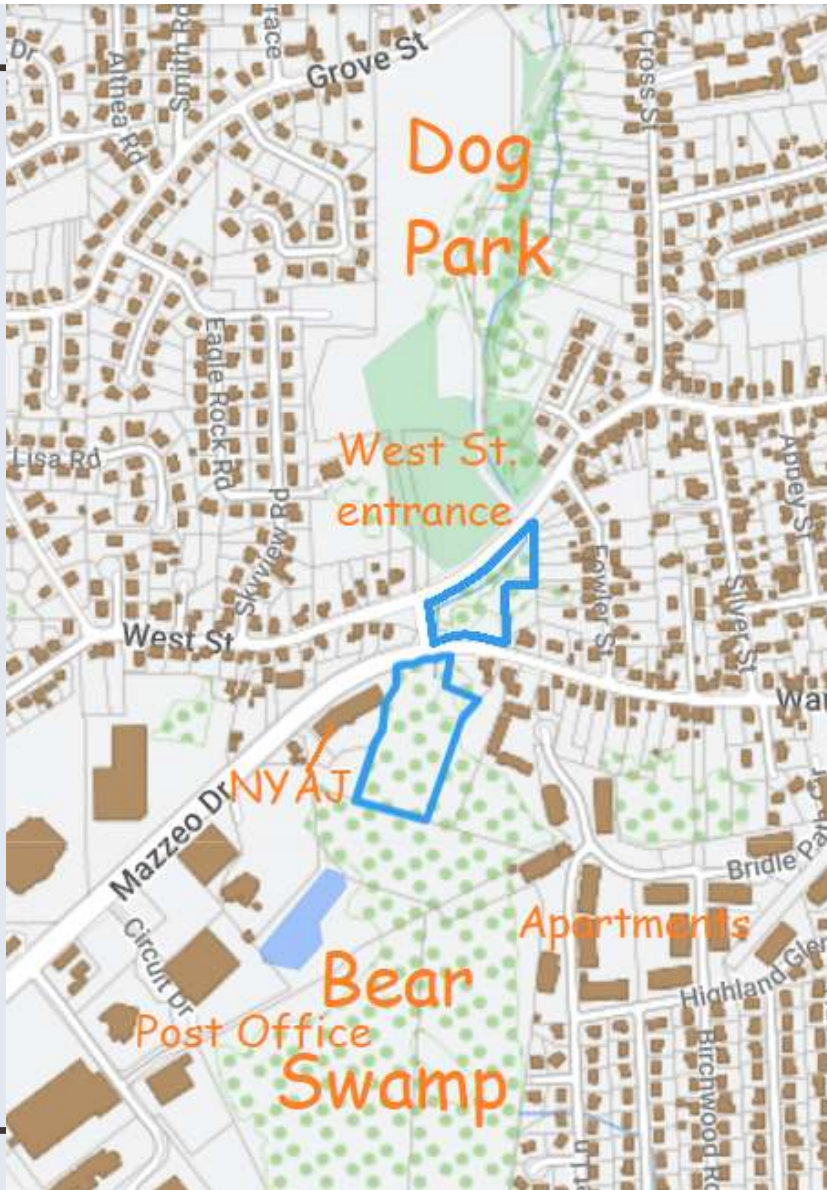 Dr
Althea Rd
Grove St
Cross St
Dog
Park
Eagle Rock Rd
West St.
entrance
Lisa Rd
Abbey St
Skyview Rd
Fowler St
Silver St
West St
NYAJ
Mazzeo Dr
Apartments
Circuit Dr
Bear
Highland Glen
Post Office
Swamp
Birchwood Rd